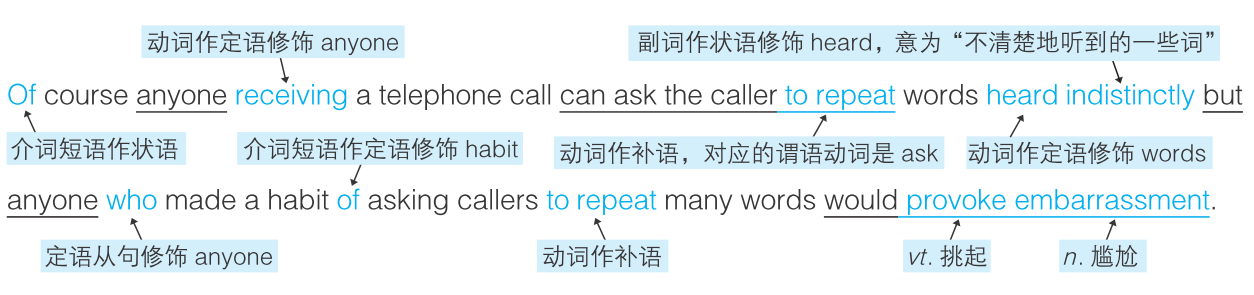 动词作定语修饰 anyone
副词作状语修饰 heard，意为“不清楚地听到的一些词”
Of course anyone receiving a telephone call can ask the caller to repeat words heard indistinctly but
介词短语作状语
介词短语作定语修饰 habit
动词作补语，对应的谓语动词是 ask
动词作定语修饰 words
anyone who made a habit of asking callers to repeat many words would provoke embarrassment.
定语从句修饰 anyone
动词作补语
vt. 挑起
n. 尴尬